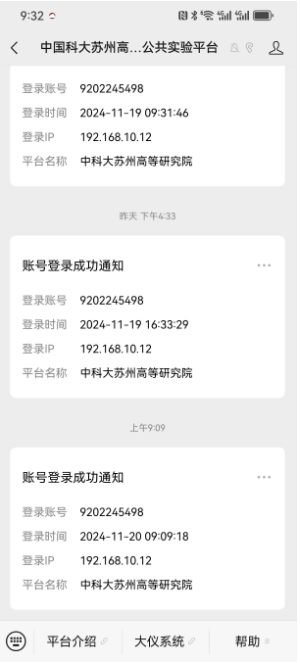 9:32
中国科大苏州高...公共实验平台
登录账号 9202245498
登录时间 2024-11-19 09:31:46
登录IP 192.168.10.12
平台名称 中科大苏州高等研究院
昨天 下午4:33
账号登录成功通知
登录账号 9202245498
登录时间 2024-11-19 16:33:29
登录IP 192.168.10.12
平台名称 中科大苏州高等研究院
上午9:09
账号登录成功通知
登录账号 9202245498
登录时间 2024-11-20 09:09:18
登录IP 192.168.10.12
平台名称 中科大苏州高等研究院
平台介绍 大仪系统 帮助